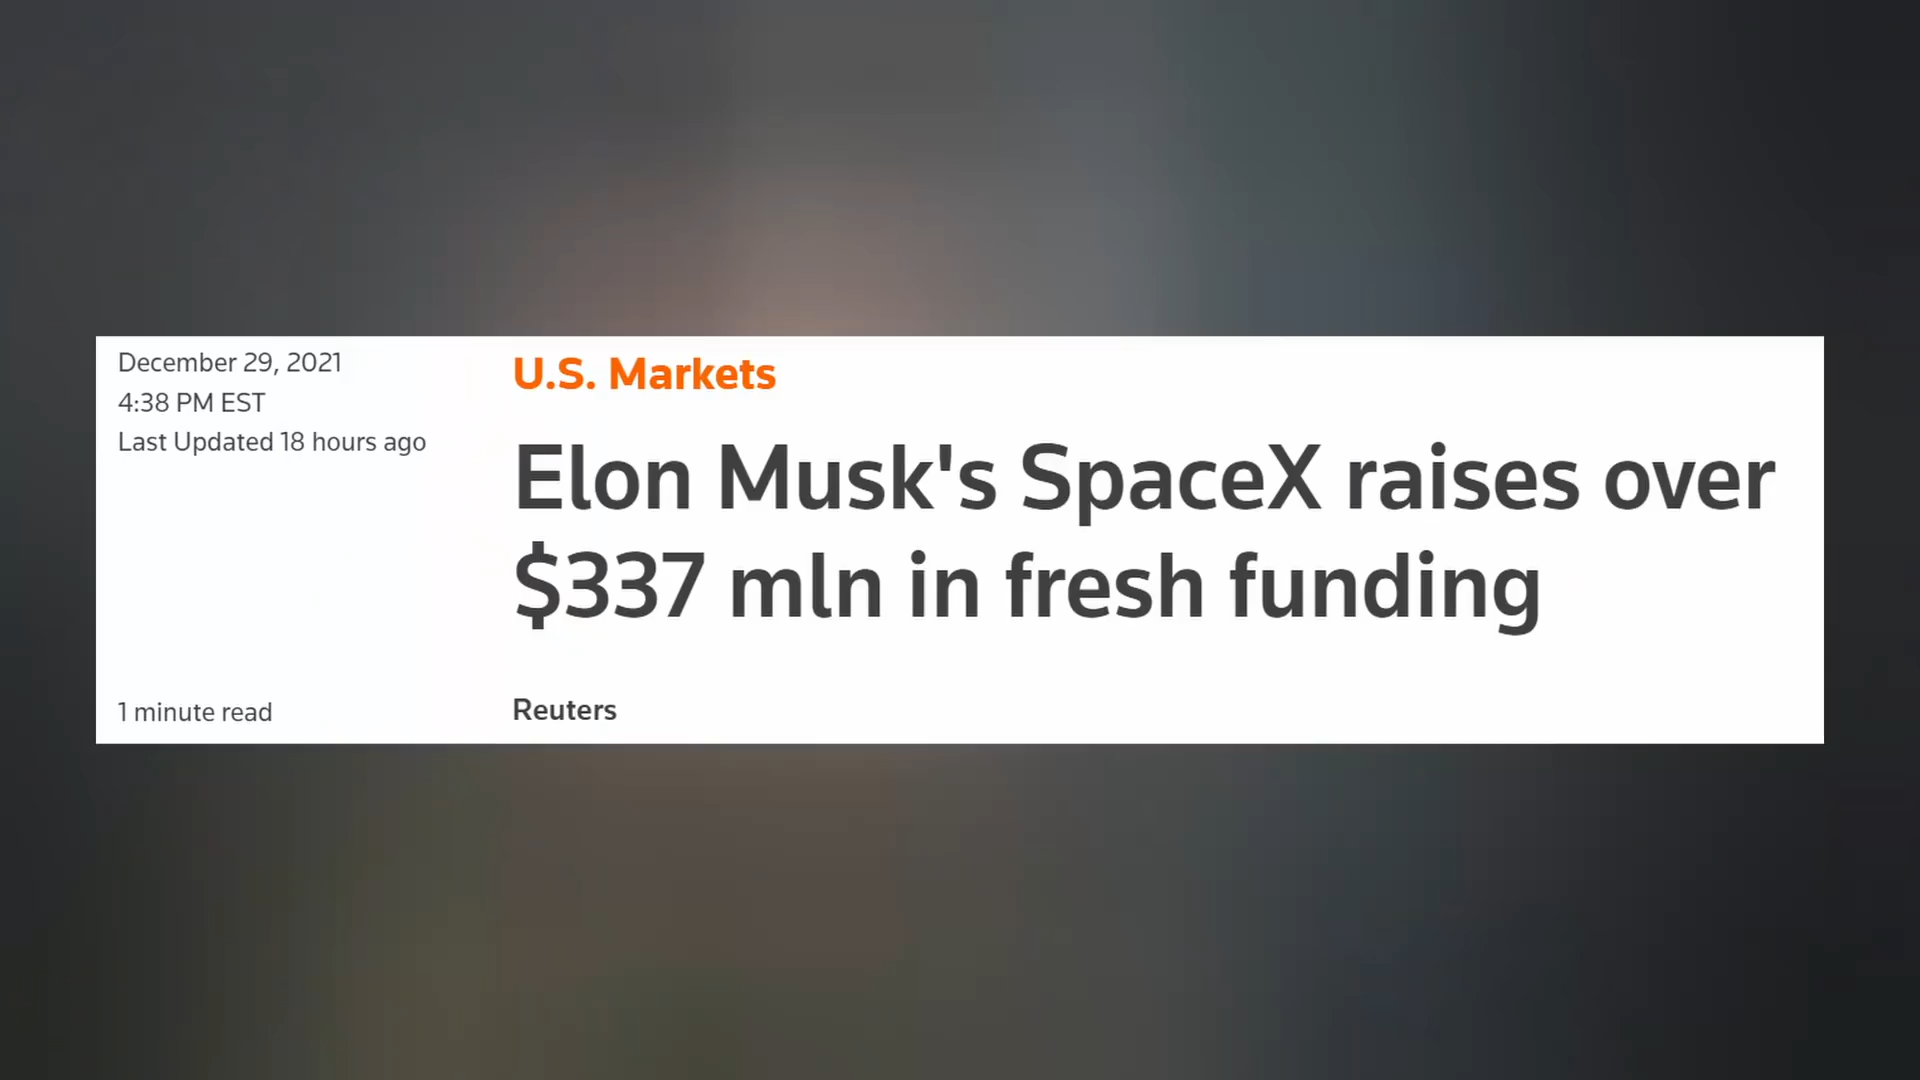 December 29, 2021
4:38 PM EST
Last Updated 18 hours ago
1 minute read
U.S. Markets
Elon Musk's SpaceX raises over
$337 mln in fresh funding
Reuters